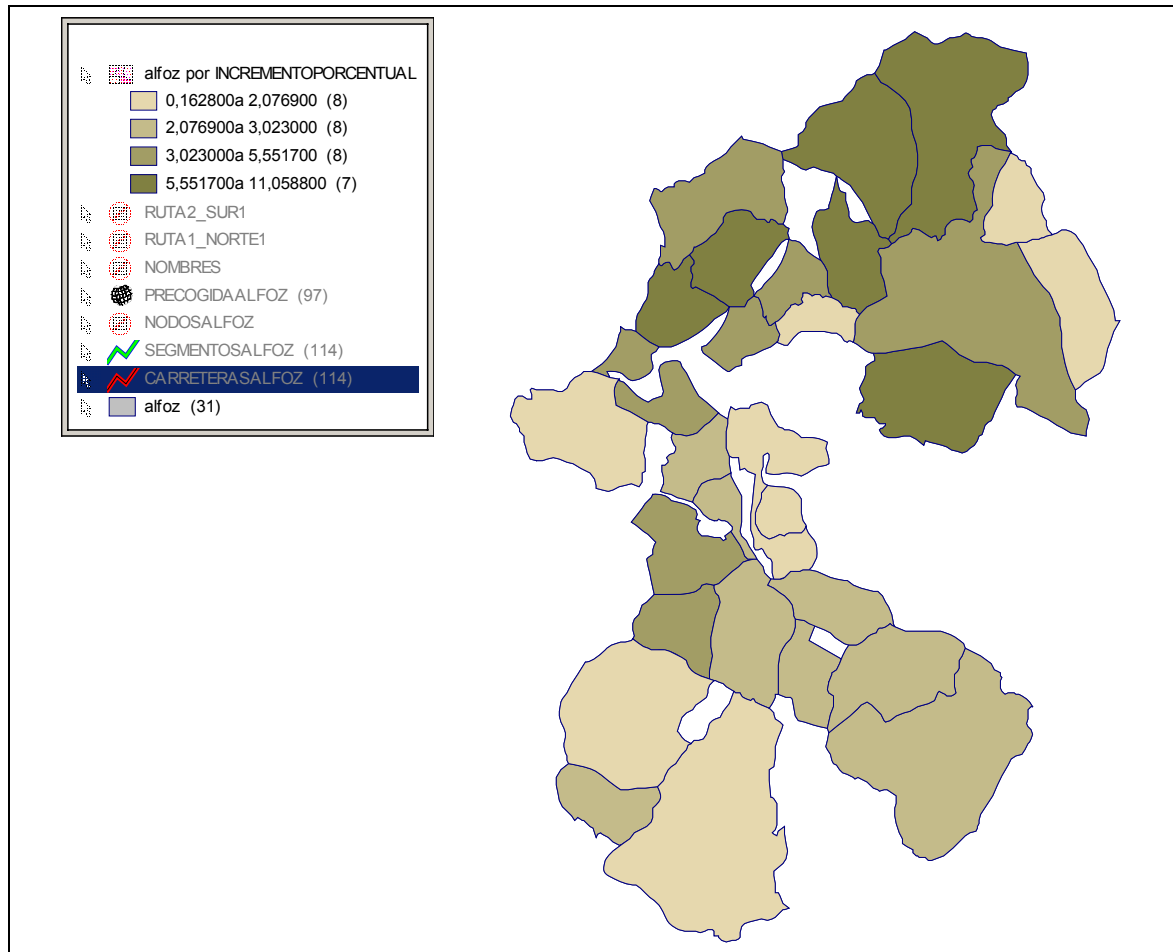 alfoz por INCREMENTOPORCENTUAL
0,162800a 2,076900 (8)
2,076900a 3,023000 (8)
3,023000a 5,551700 (8)
5,551700a 11,058800 (7)
RUTA2_SUR1
RUTA1_NORTE1
NOMBRES
PRECOGIDAALFOZ (97)
NODOSALFOZ
SEGMENTOSALFOZ (114)
CARRETERASALFOZ (114)
alfoz (31)